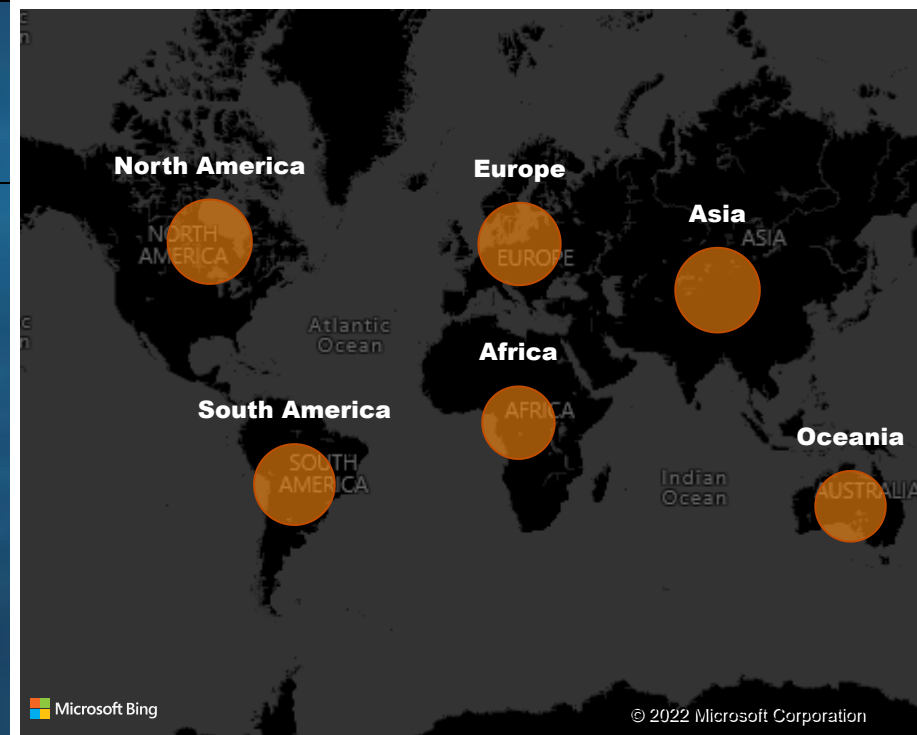 North America
Europe
Asia
NORTH
AMERICA
ASIA
EUROPE
Atlantic
Ocean
Africa
AFRICA
South America
SOUTH
AMERICA
Oceania
Indian
Ocean
AUSTRALIA
Microsoft Bing
© 2022 Microsoft Corporation